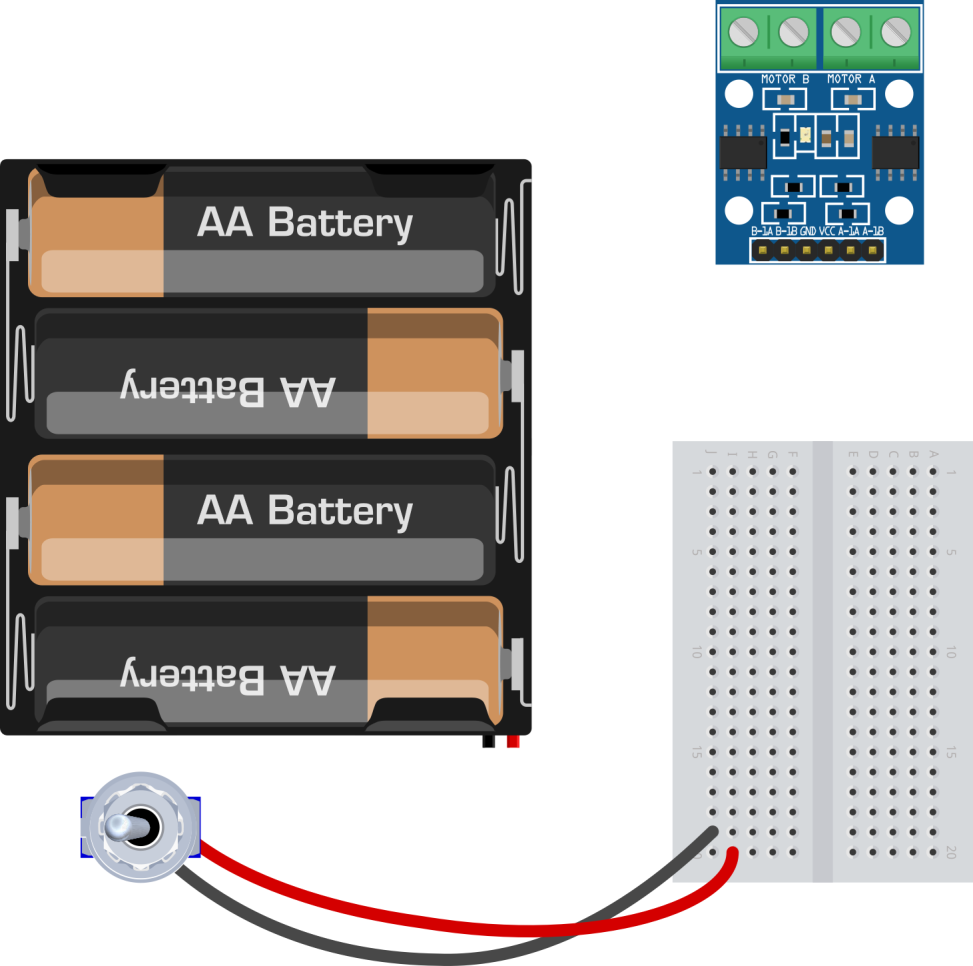 MOTOR B MOTOR A
B-1A B-1B GND VCC A-1A A-1B
AA Battery
AA Battery
AA Battery
AA Battery
J I H G F E D C B A
1 1
5 5
10 10
15 15
20